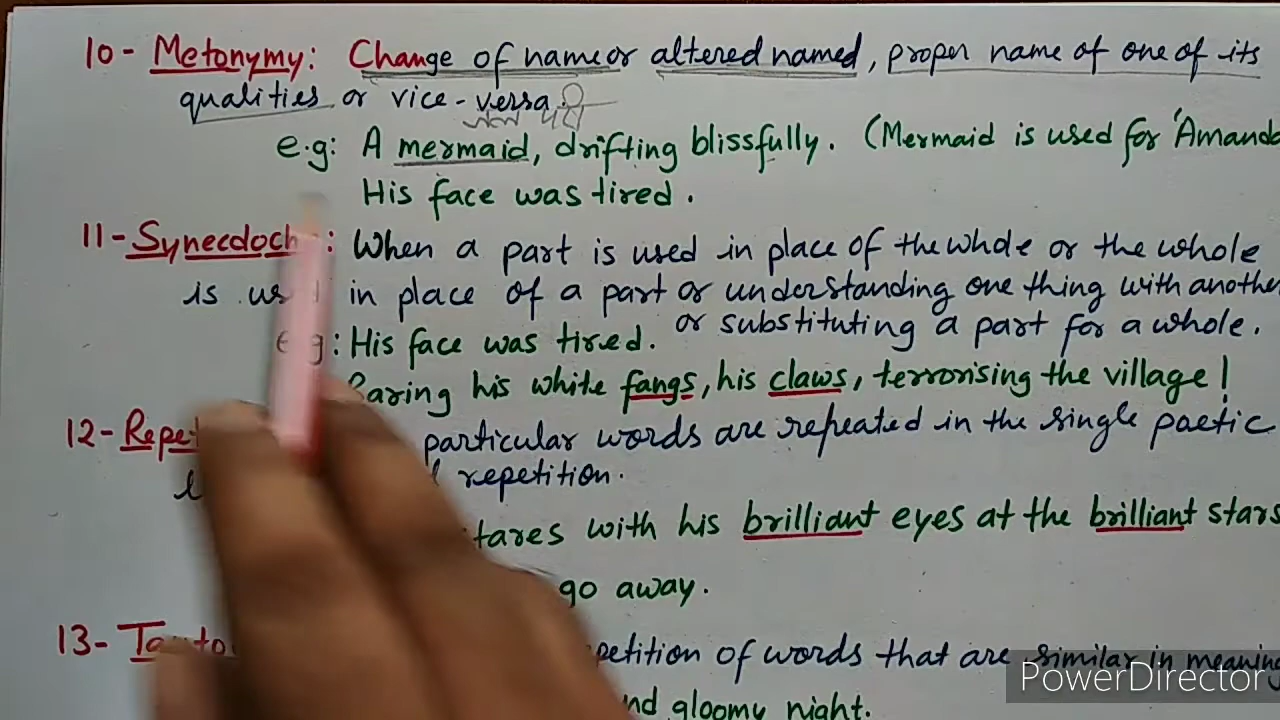 10- Metonymy: Change of name or altered named, proper name of one of its
qualities or vice-versa.
e.g: A mermaid, drifting blissfully. (Mermaid is used for 'Amanda
His face was tired.
11- Synecdoch : When a part is used in place of the whole or the whole
is in place of a part or understanding one thing with another
or substituting a part for a whole.
e.g: His face was tired.
his white fangs, his claws, terrorising the village!
12- particular words are repeated in the single poetic
repetition.
with his brilliant eyes at the brilliant stars
go away.
13- of words that are similar in meaning
gloomy night.
PowerDirector